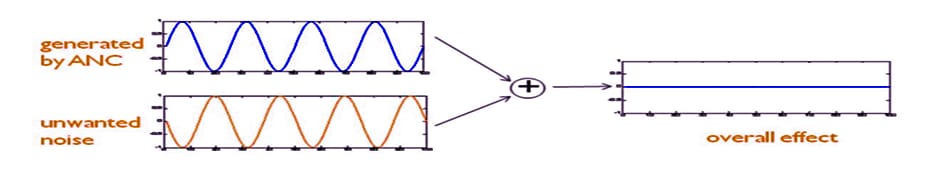 generated
by ANC
unwanted
noise
+
overall effect